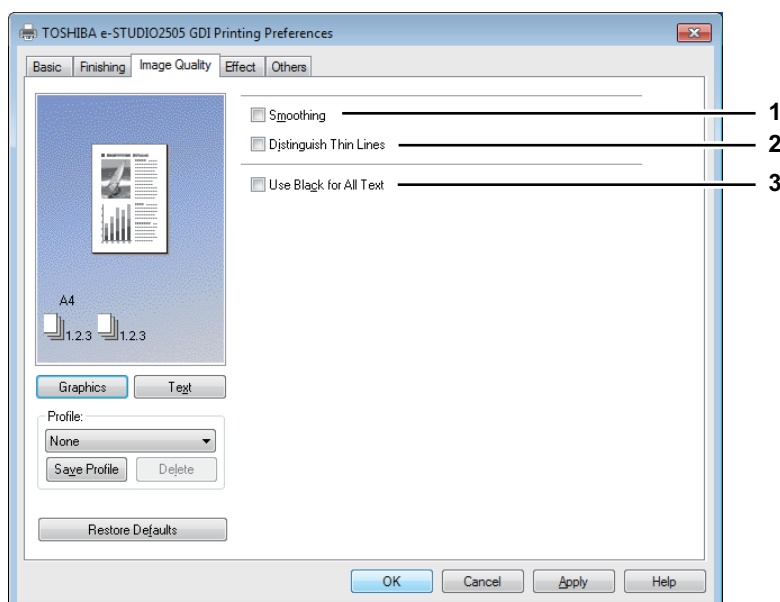 TOSHIBA e-STUDIO2505 GDI Printing Preferences
Basic Finishing Image Quality Effect Others
Smoothing 1
Distinguish Thin Lines 2
Use Black for All Text 3
A4
1.2.3 1.2.3
Graphics Text
Profile:
None
Save Profile Delete
Restore Defaults
OK Cancel Apply Help